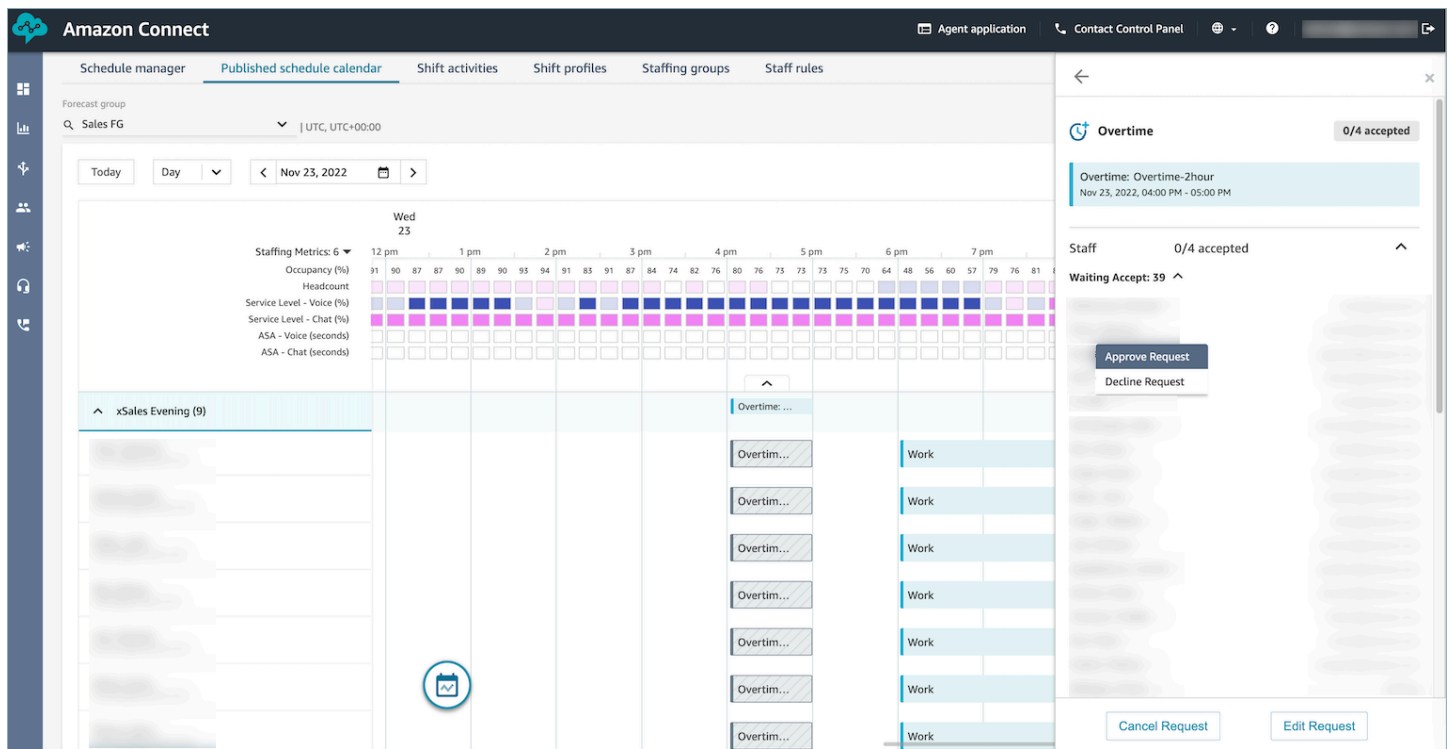 Amazon Connect
Agent application
Contact Control Panel
Schedule manager
Published schedule calendar
Shift activities
Shift profiles
Staffing groups
Staff rules
Forecast group
Sales FG
| UTC, UTC+00:00
Today
Day
Nov 23, 2022
Wed
23
Staffing Metrics: 6
12 pm 1 pm 2 pm 3 pm 4 pm 5 pm 6 pm 7 pm
Occupancy (%) 91 90 87 87 90 89 90 93 94 91 83 91 87 84 74 82 76 80 76 73 73 73 75 70 64 48 56 60 57 79 76 81
Headcount
Service Level - Voice (%)
Service Level - Chat (%)
ASA - Voice (seconds)
ASA - Chat (seconds)
xSales Evening (9)
Overtime: ...
Overtim... Work
Overtim... Work
Overtim... Work
Overtim... Work
Overtim... Work
Overtim... Work
Overtim... Work
Overtime
0/4 accepted
Overtime: Overtime-2hour
Nov 23, 2022, 04:00 PM - 05:00 PM
Staff 0/4 accepted
Waiting Accept: 39
Approve Request
Decline Request
Cancel Request
Edit Request